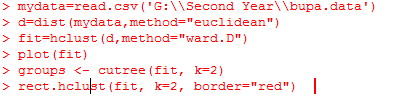 > mydata=read.csv('G:\\Second Year\\bupa.data')
> d=dist(mydata,method="euclidean")
> fit=hclust(d,method="ward.D")
> plot(fit)
> groups <- cutree(fit, k=2)
> rect.hclust(fit, k=2, border="red")